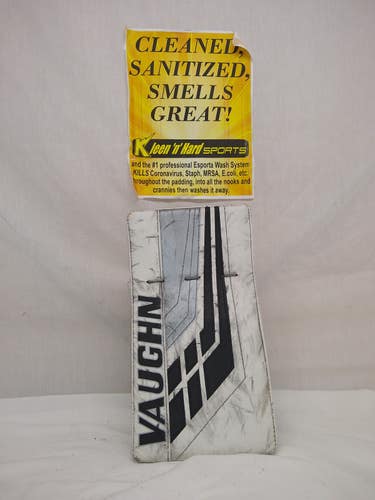 CLEANED,
SANITIZED,
SMELLS
GREAT!
Kleen 'n' Hard SPORTS
and the #1 professional Esporta Wash System
KILLS Coronavirus, Staph, MRSA, E.coli, etc.
throughout the padding, into all the nooks and
crannies then washes it away.
VAUGHN